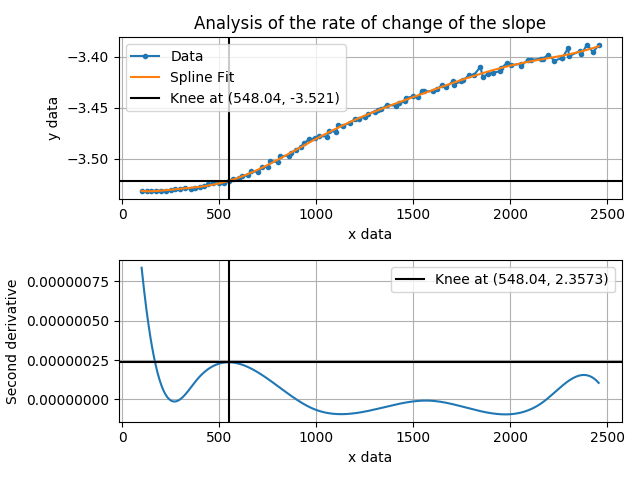 Analysis of the rate of change of the slope
Data
Spline Fit
Knee at (548.04, -3.521)
−3.40
−3.45
−3.50
y data
0
500
1000
1500
2000
2500
x data
Knee at (548.04, 2.3573)
0.00000075
0.00000050
0.00000025
0.00000000
Second derivative
0
500
1000
1500
2000
2500
x data